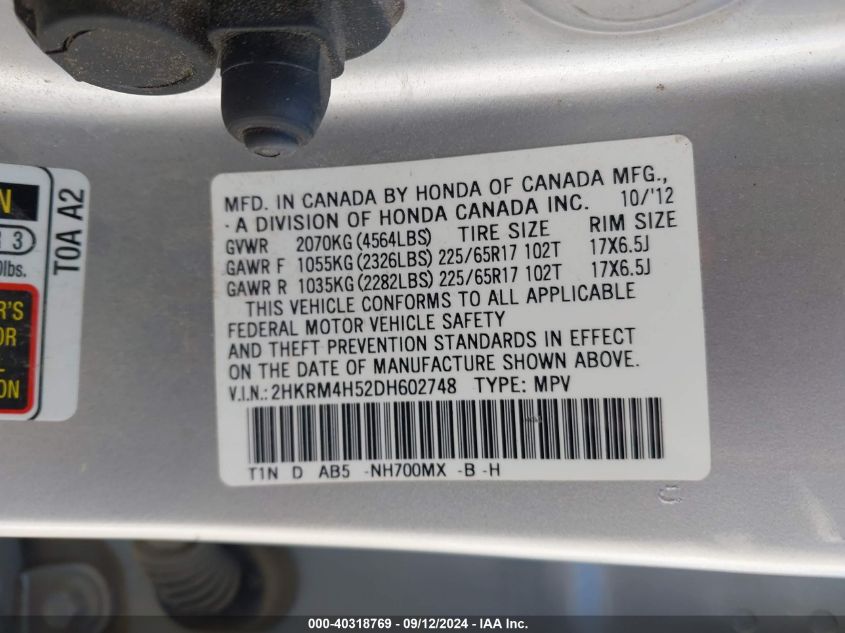 MFD. IN CANADA BY HONDA OF CANADA MFG.,
- A DIVISION OF HONDA CANADA INC. 10/'12
GVWR 2070KG (4564LBS) TIRE SIZE RIM SIZE
GAWR F 1055KG (2326LBS) 225/65R17 102T 17X6.5J
GAWR R 1035KG (2282LBS) 225/65R17 102T 17X6.5J
THIS VEHICLE CONFORMS TO ALL APPLICABLE
FEDERAL MOTOR VEHICLE SAFETY
AND THEFT PREVENTION STANDARDS IN EFFECT
ON THE DATE OF MANUFACTURE SHOWN ABOVE.
V.I.N.: 2HKRM4H52DH602748 TYPE: MPV
T1N D AB5 -NH700MX -B -H
C
N
3
lbs.
R'S
OR
L
ON
T0A A2
000-40318769 - 09/12/2024 - IAA Inc.